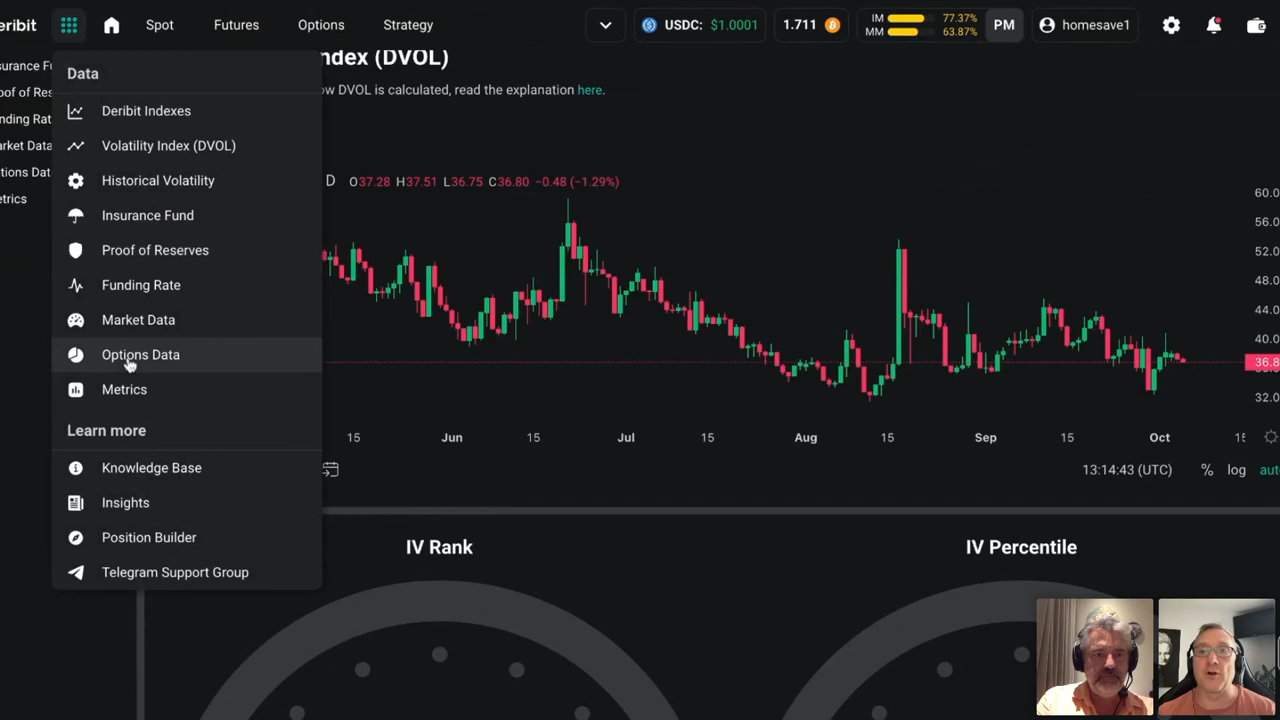 eribit
Spot
Futures
Options
Strategy
USDC: $1.0001
1.711
IM 77.37%
MM 63.87%
PM
homesave1
surance Fu
oof of Res
nding Rat
arket Data
tions Dat
etrics
Data
Deribit Indexes
Volatility Index (DVOL)
Historical Volatility
Insurance Fund
Proof of Reserves
Funding Rate
Market Data
Options Data
Metrics
Learn more
Knowledge Base
Insights
Position Builder
Telegram Support Group
ndex (DVOL)
ow DVOL is calculated, read the explanation here.
D O37.28 H37.51 L36.75 C36.80 −0.48 (−1.29%)
60.0
56.0
52.0
48.0
44.0
40.0
36.8
32.0
15 Jun 15 Jul 15 Aug 15 Sep 15 Oct 15
13:14:43 (UTC) % log aut
IV Rank
IV Percentile